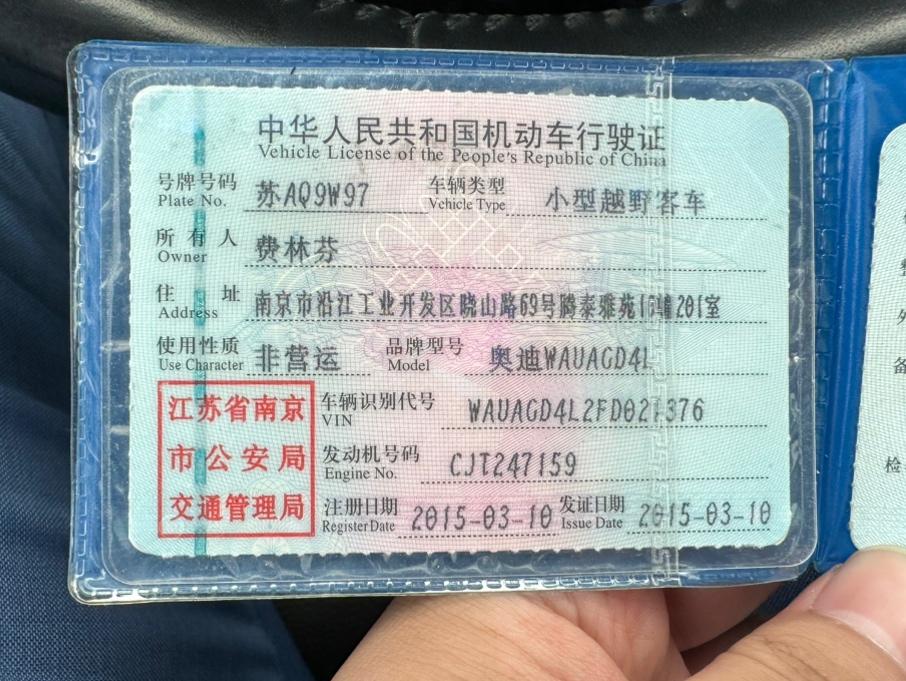 中华人民共和国机动车行驶证
Vehicle License of the People's Republic of China
号牌号码 苏AQ9W97 车辆类型 小型越野客车
Plate No. Vehicle Type
所有人 费林芬
Owner
住址 南京市沿江工业开发区晓山路69号腾泰雅苑 201室
Address
使用性质 非营运 品牌型号 奥迪WAUAGD4L
Use Character Model
江苏省南京
市公安局
交通管理局
车辆识别代号 WAUAGD4L2FD021376
VIN
发动机号码 CJT247159
Engine No.
注册日期 2015-03-10 发证日期 2015-03-10
Register Date Issue Date